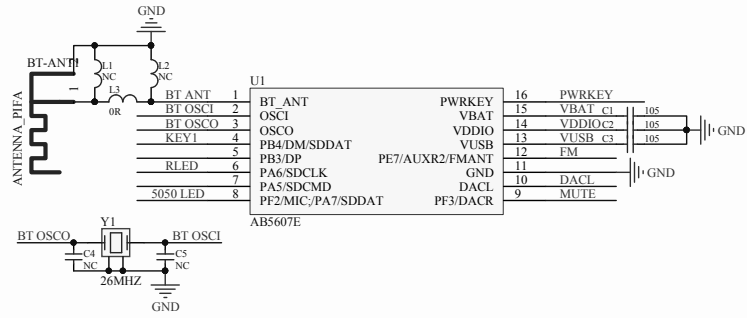 GND
BT-ANT1
2
1
ANTENNA_PIFA
L1
NC
L2
NC
L3
0R
U1
BT ANT 1 BT_ANT PWRKEY 16 PWRKEY
BT OSCI 2 OSCI VBAT 15 VBAT C1 105
BT OSCO 3 OSCO VDDIO 14 VDDIO C2 105 GND
KEY1 4 PB4/DM/SDDAT VUSB 13 VUSB C3 105
5 PB3/DP PE7/AUXR2/FMANT 12 FM
RLED 6 PA6/SDCLK GND 11 GND
7 PA5/SDCMD DACL 10 DACL
5050 LED 8 PF2/MIC;/PA7/SDDAT PF3/DACR 9 MUTE
AB5607E
Y1
BT OSCO BT OSCI
C4 C5
NC NC
26MHZ
GND